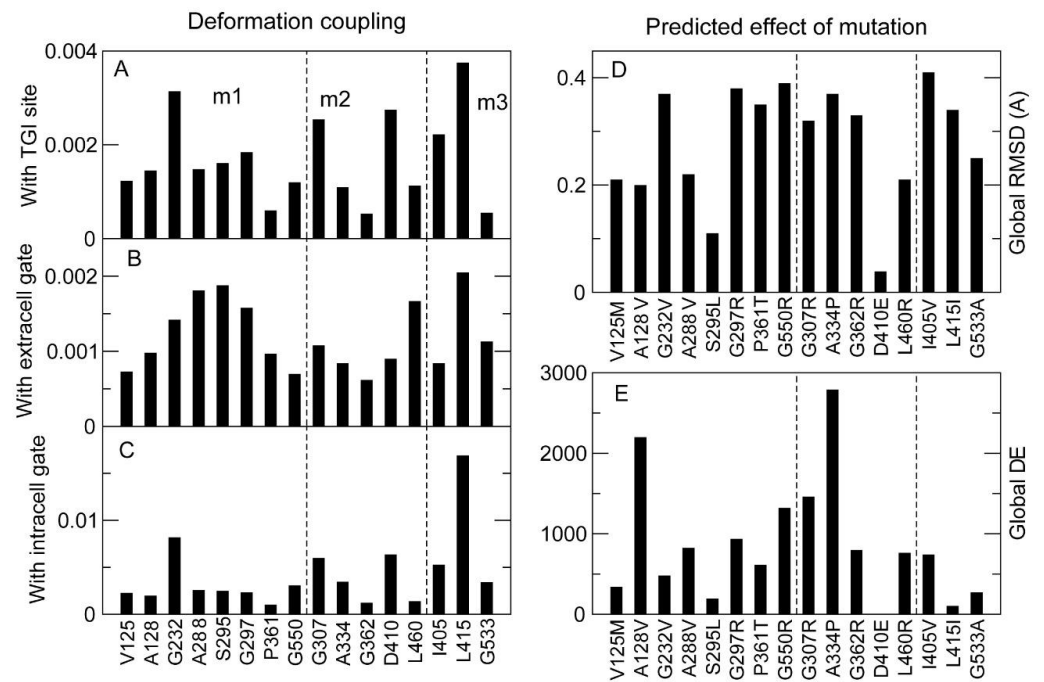 Deformation coupling
Predicted effect of mutation
With TGI site
0.004
0.002
0
A
m1
m2
m3
With extracell gate
0.002
0.001
0
B
With intracell gate
0.01
0
C
V125
A128
G232
A288
S295
G297
P361
G550
G307
A334
G362
D410
L460
I405
L415
G533
0.4
0.2
0
D
Global RMSD (A)
V125M
A128 V
G232V
A288 V
S295L
G297R
P361T
G550R
G307R
A334P
G362R
D410E
L460R
I405V
L415I
G533A
3000
2000
1000
0
E
Global DE
V125M
A128V
G232V
A288V
S295L
G297R
P361T
G550R
G307R
A334P
G362R
D410E
L460R
I405V
L415I
G533A